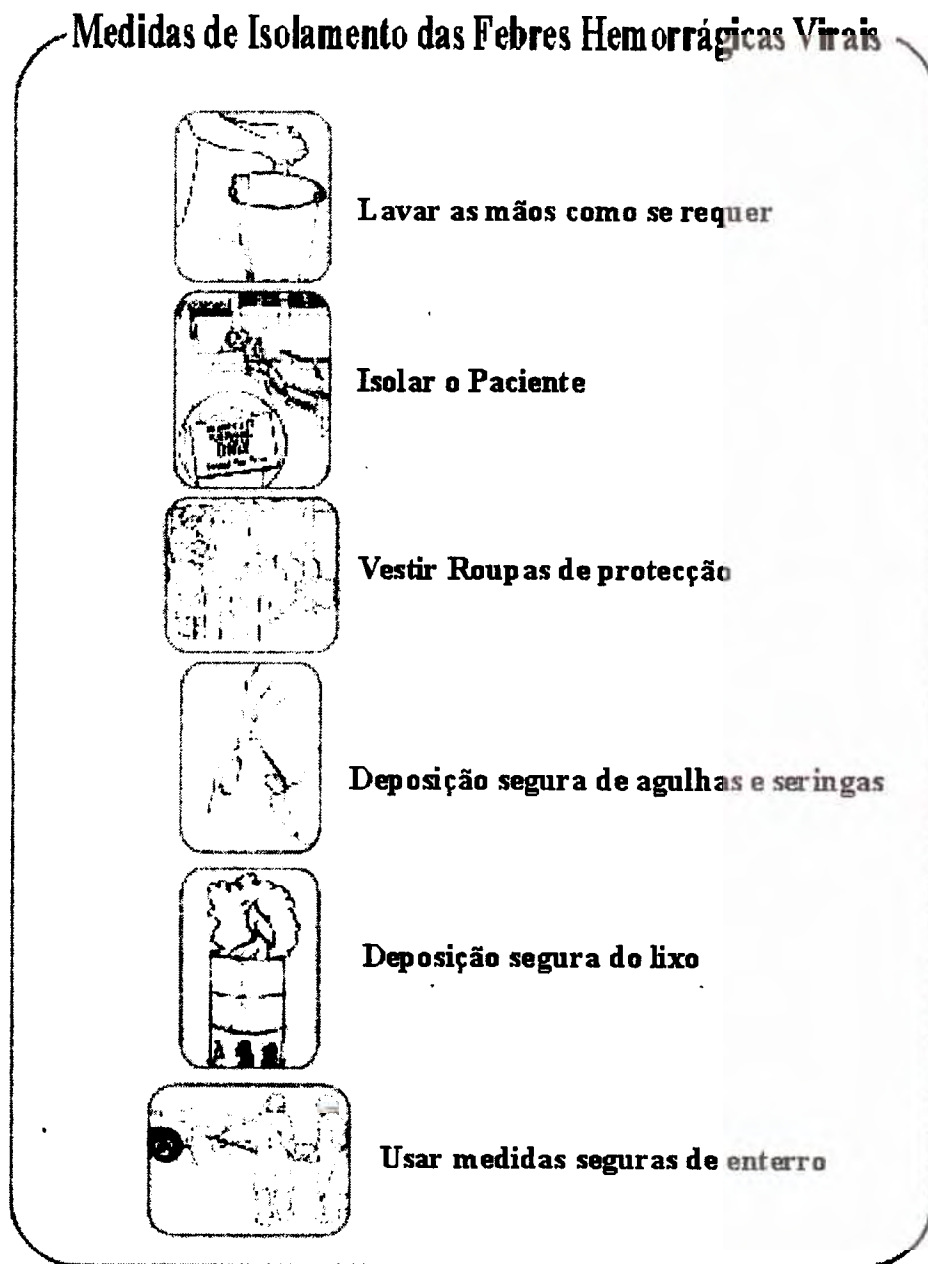 Medidas de Isolamento das Febres Hemorrágicas Virais
Lavar as mãos como se requer
Isolar o Paciente
Vestir Roupas de protecção
Deposição segura de agulhas e seringas
Deposição segura do lixo
Usar medidas seguras de enterro